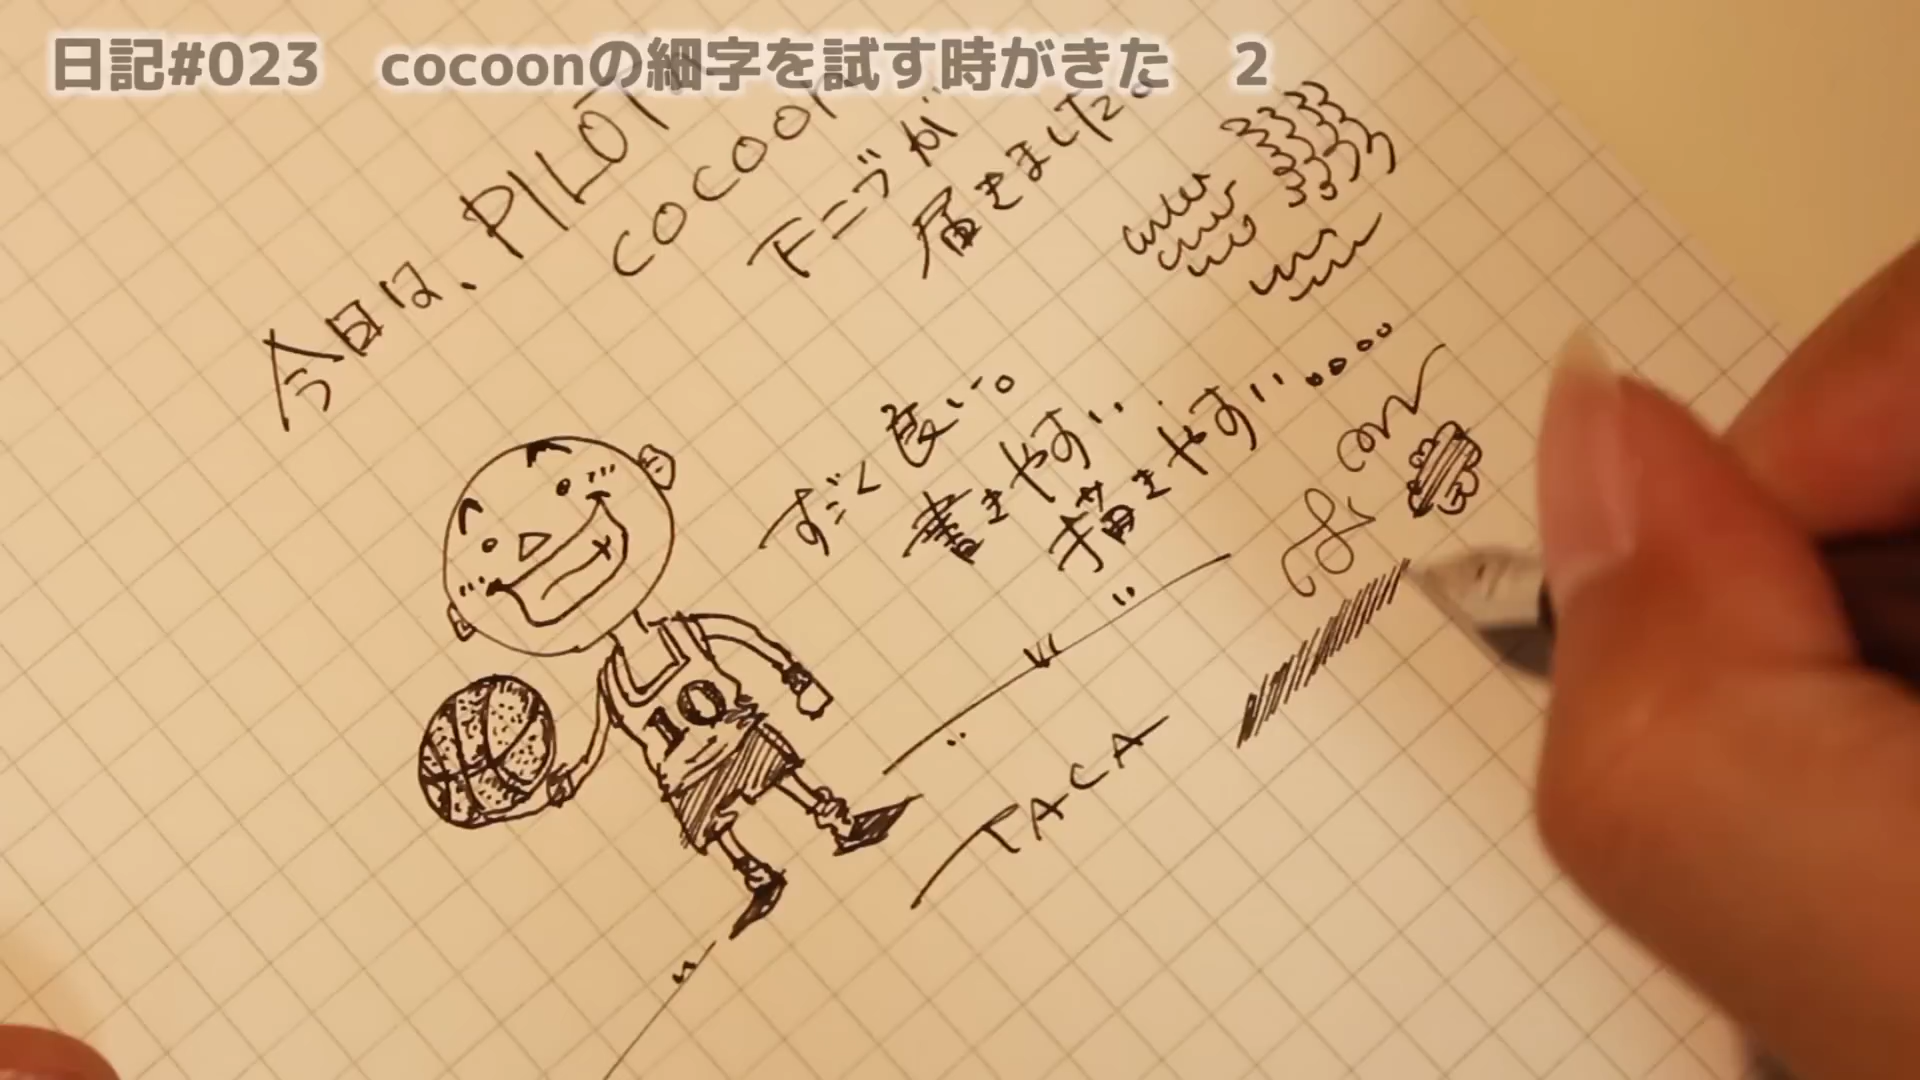 日記#023　cocoonの細字を試す時がきた　2
今日は、PILOT
cocoon
Fニブが
届きました。
すごく良い。
書きやすい。
描きやすい。。。。
10
TACA